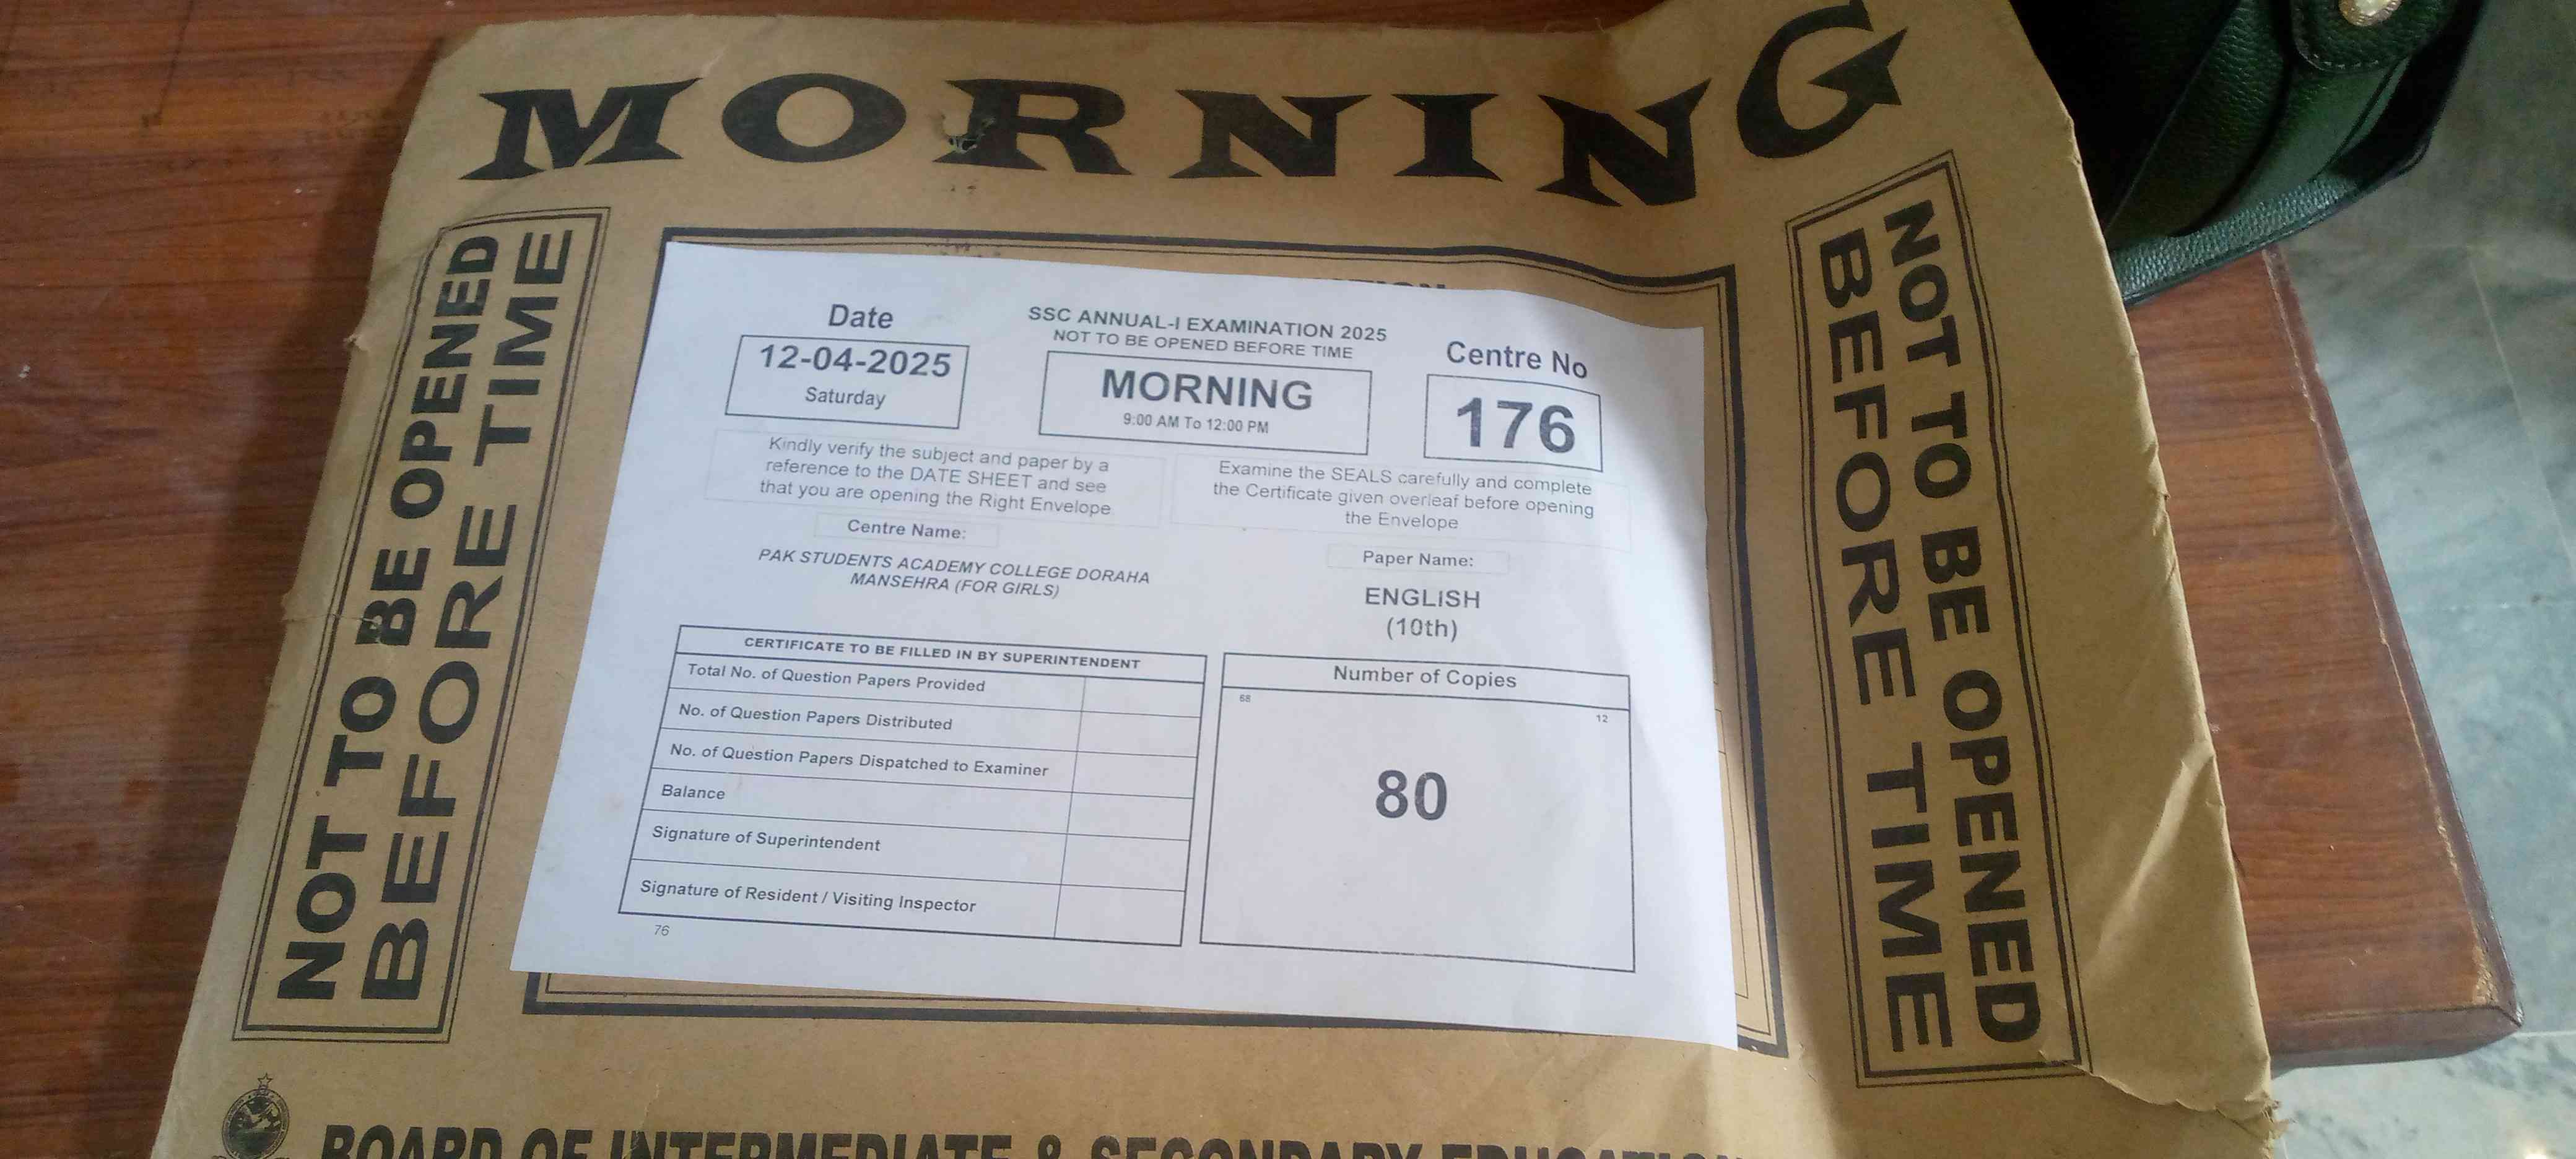 MORNING
NOT TO BE OPENED
BEFORE TIME
Date
12-04-2025
Saturday
SSC ANNUAL-I EXAMINATION 2025
NOT TO BE OPENED BEFORE TIME
MORNING
9:00 AM To 12:00 PM
Centre No
176
Kindly verify the subject and paper by a
reference to the DATE SHEET and see
that you are opening the Right Envelope
Examine the SEALS carefully and complete
the Certificate given overleaf before opening
the Envelope
Centre Name:
PAK STUDENTS ACADEMY COLLEGE DORAHA
MANSEHRA (FOR GIRLS)
Paper Name:
ENGLISH
(10th)
CERTIFICATE TO BE FILLED IN BY SUPERINTENDENT
Total No. of Question Papers Provided
No. of Question Papers Distributed
No. of Question Papers Dispatched to Examiner
Balance
Signature of Superintendent
Signature of Resident / Visiting Inspector
76
Number of Copies
68
12
80
NOT TO BE OPENED
BEFORE TIME
BOARD OF INTERMEDIATE & SECONDARY EDUCATION